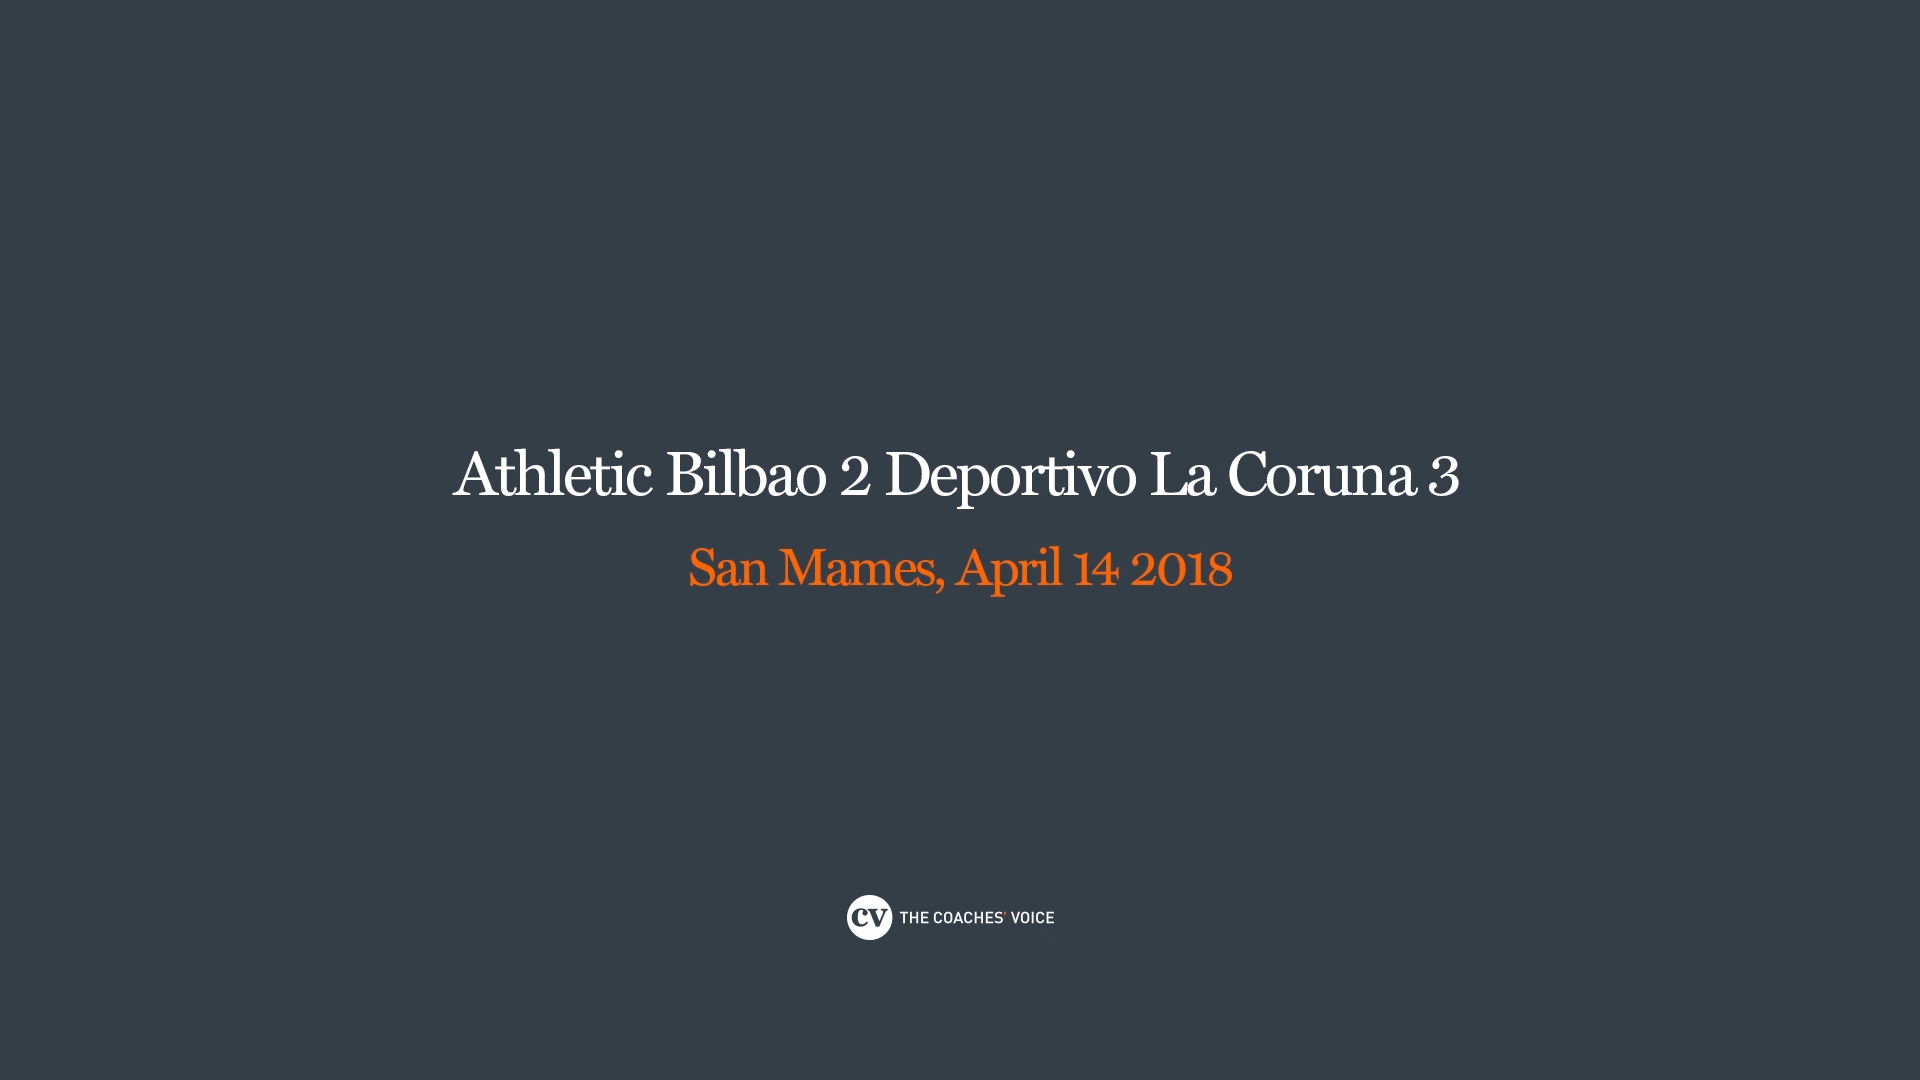 Athletic Bilbao 2 Deportivo La Coruna 3
San Mames, April 14 2018
CV THE COACHES' VOICE